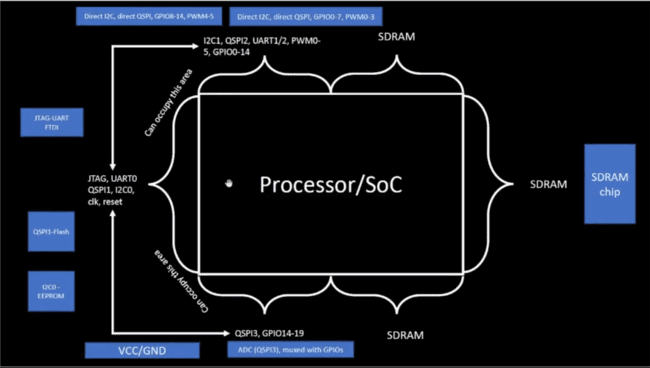 Direct I2C, direct QSPI, GPIO8-14, PWM4-5
Direct I2C, direct QSPI, GPIO0-7, PWM0-3
I2C1, QSPI2, UART1/2, PWM0-
5, GPIO0-14
SDRAM
Can occupy this area
JTAG-UART
FTDI
JTAG, UART0
QSPI1, I2C0,
clk, reset
Processor/SoC
SDRAM
SDRAM
chip
QSPI1-Flash
Can occupy this area
I2C0 -
EEPROM
QSPI3, GPIO14-19
SDRAM
VCC/GND
ADC (QSPI3), muxed with GPIOs